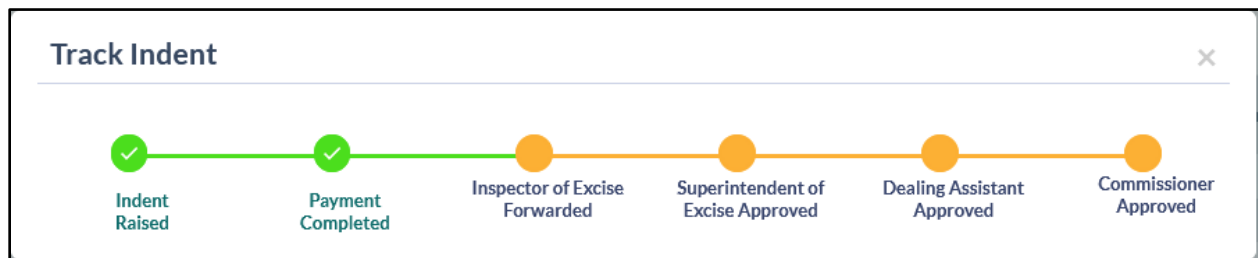 Track Indent
Indent
Raised
Payment
Completed
Inspector of Excise
Forwarded
Superintendent of
Excise Approved
Dealing Assistant
Approved
Commissioner
Approved